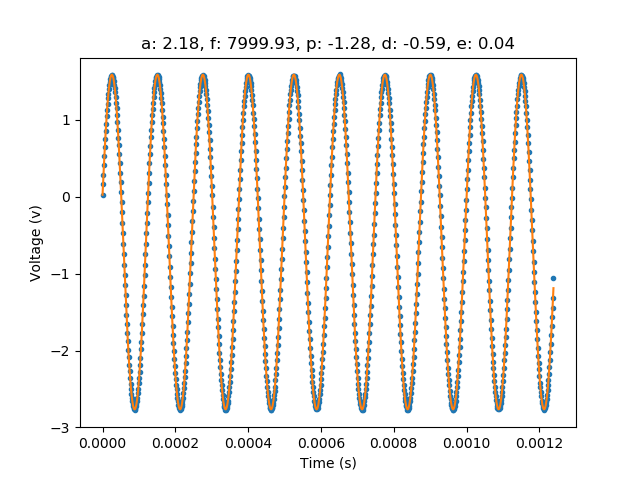 a: 2.18, f: 7999.93, p: -1.28, d: -0.59, e: 0.04
1
0
−1
−2
−3
Voltage (v)
0.0000 0.0002 0.0004 0.0006 0.0008 0.0010 0.0012
Time (s)